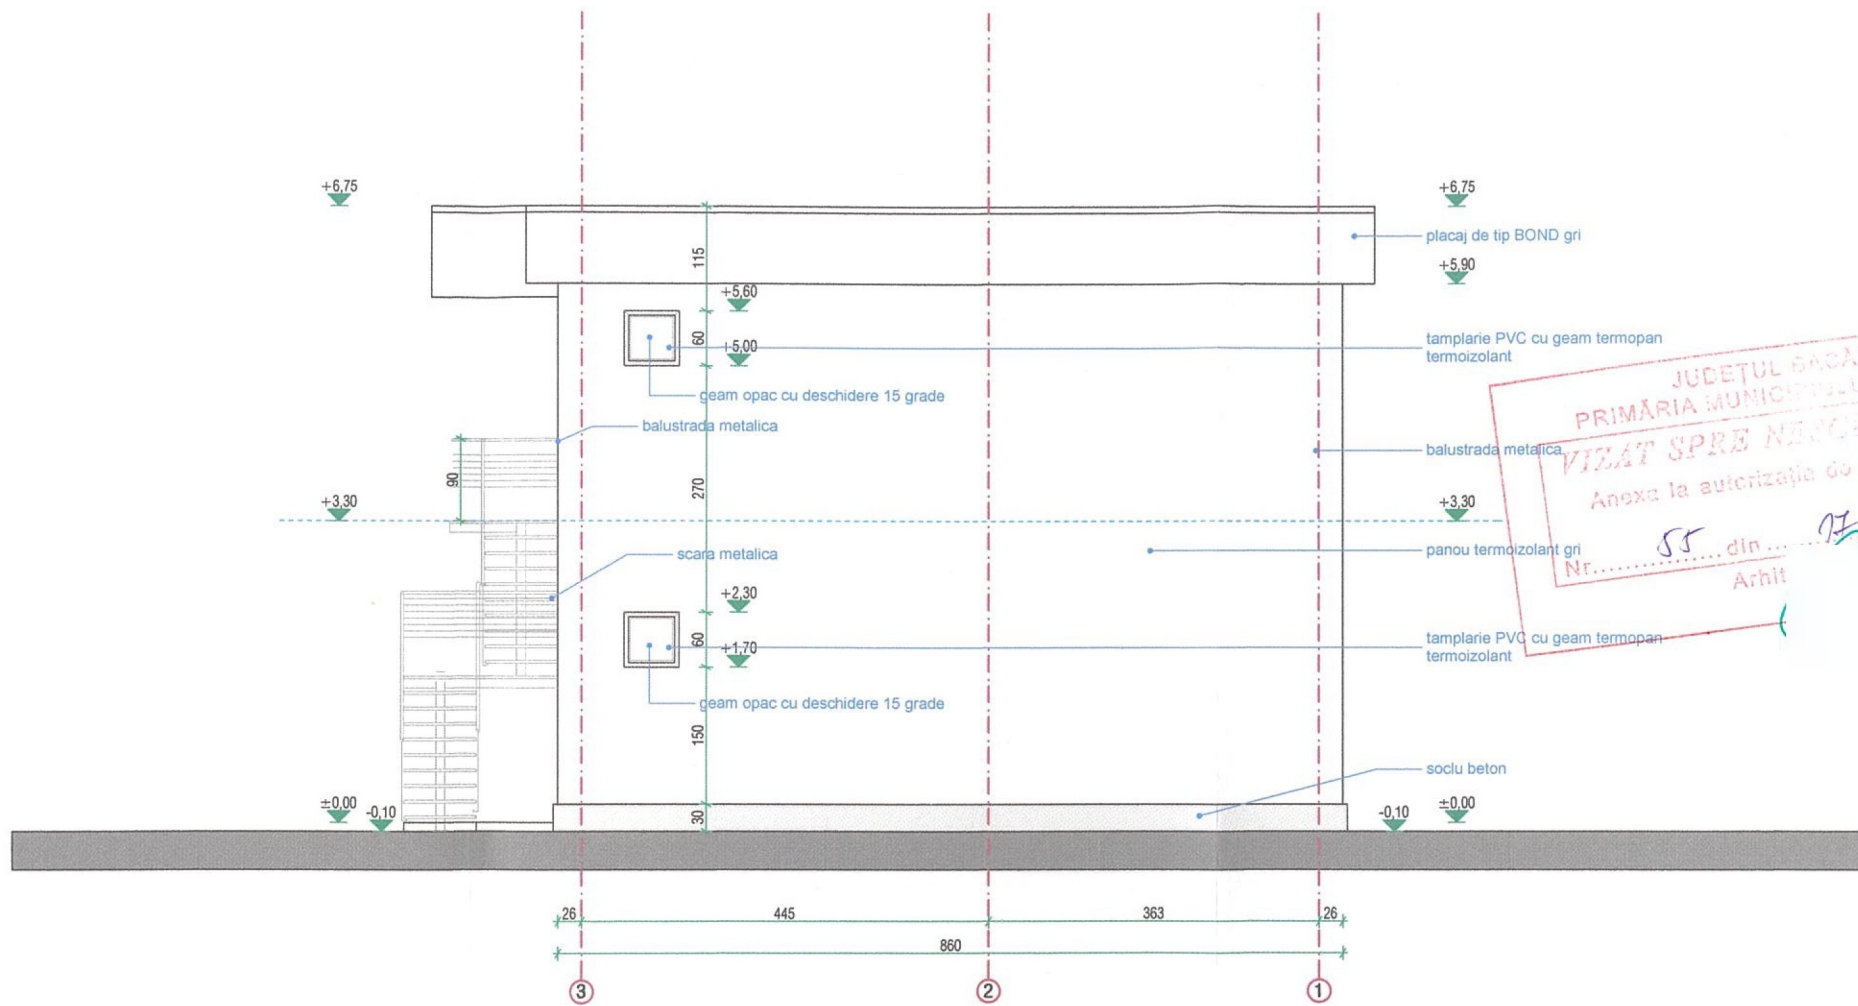 +6,75
+6,75
placaj de tip BOND gri
115
+5,90
+5,60
60
+5,00
tamplarie PVC cu geam termopan
termoizolant
geam opac cu deschidere 15 grade
balustrada metalica
balustrada metalica
90
270
+3,30
+3,30
scara metalica
panou termoizolant gri
+2,30
60
+1,70
tamplarie PVC cu geam termopan
termoizolant
geam opac cu deschidere 15 grade
150
soclu beton
±0,00
-0,10
30
-0,10
±0,00
26
445
363
26
860
3
2
1
JUDEȚUL
PRIMĂRIA
VIZAT SPRE
Anexa la autorizația de
Nr. 55 din 17
Arhit